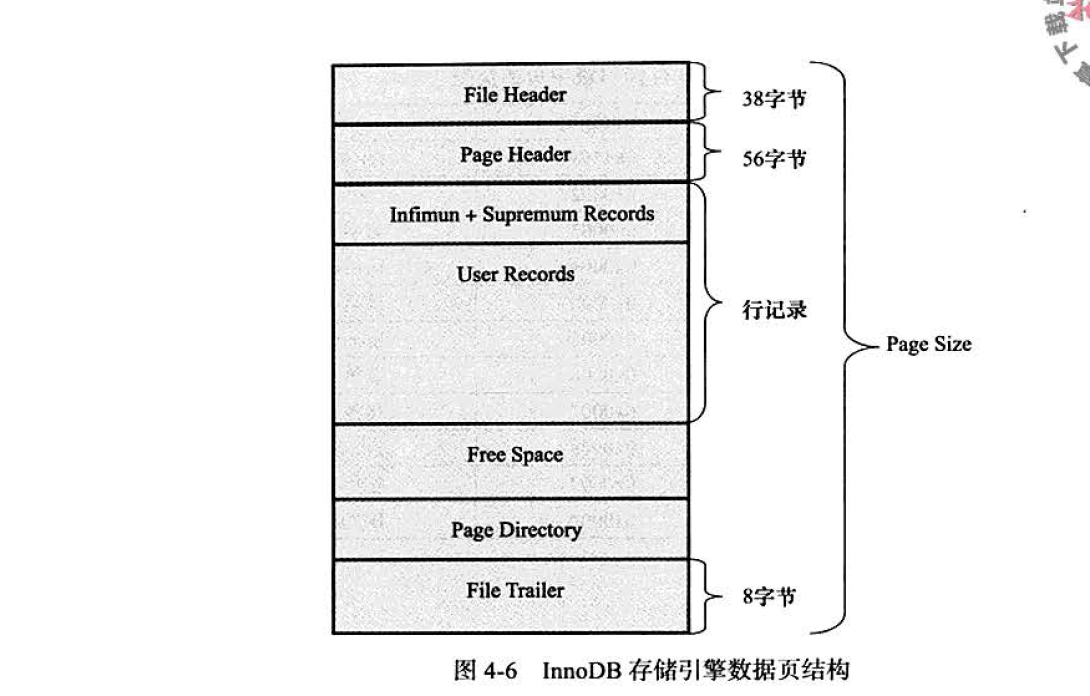 File Header
38字节
Page Header
56字节
Infimun + Supremum Records
User Records
行记录
Page Size
Free Space
Page Directory
File Trailer
8字节
图 4-6 InnoDB 存储引擎数据页结构
下载